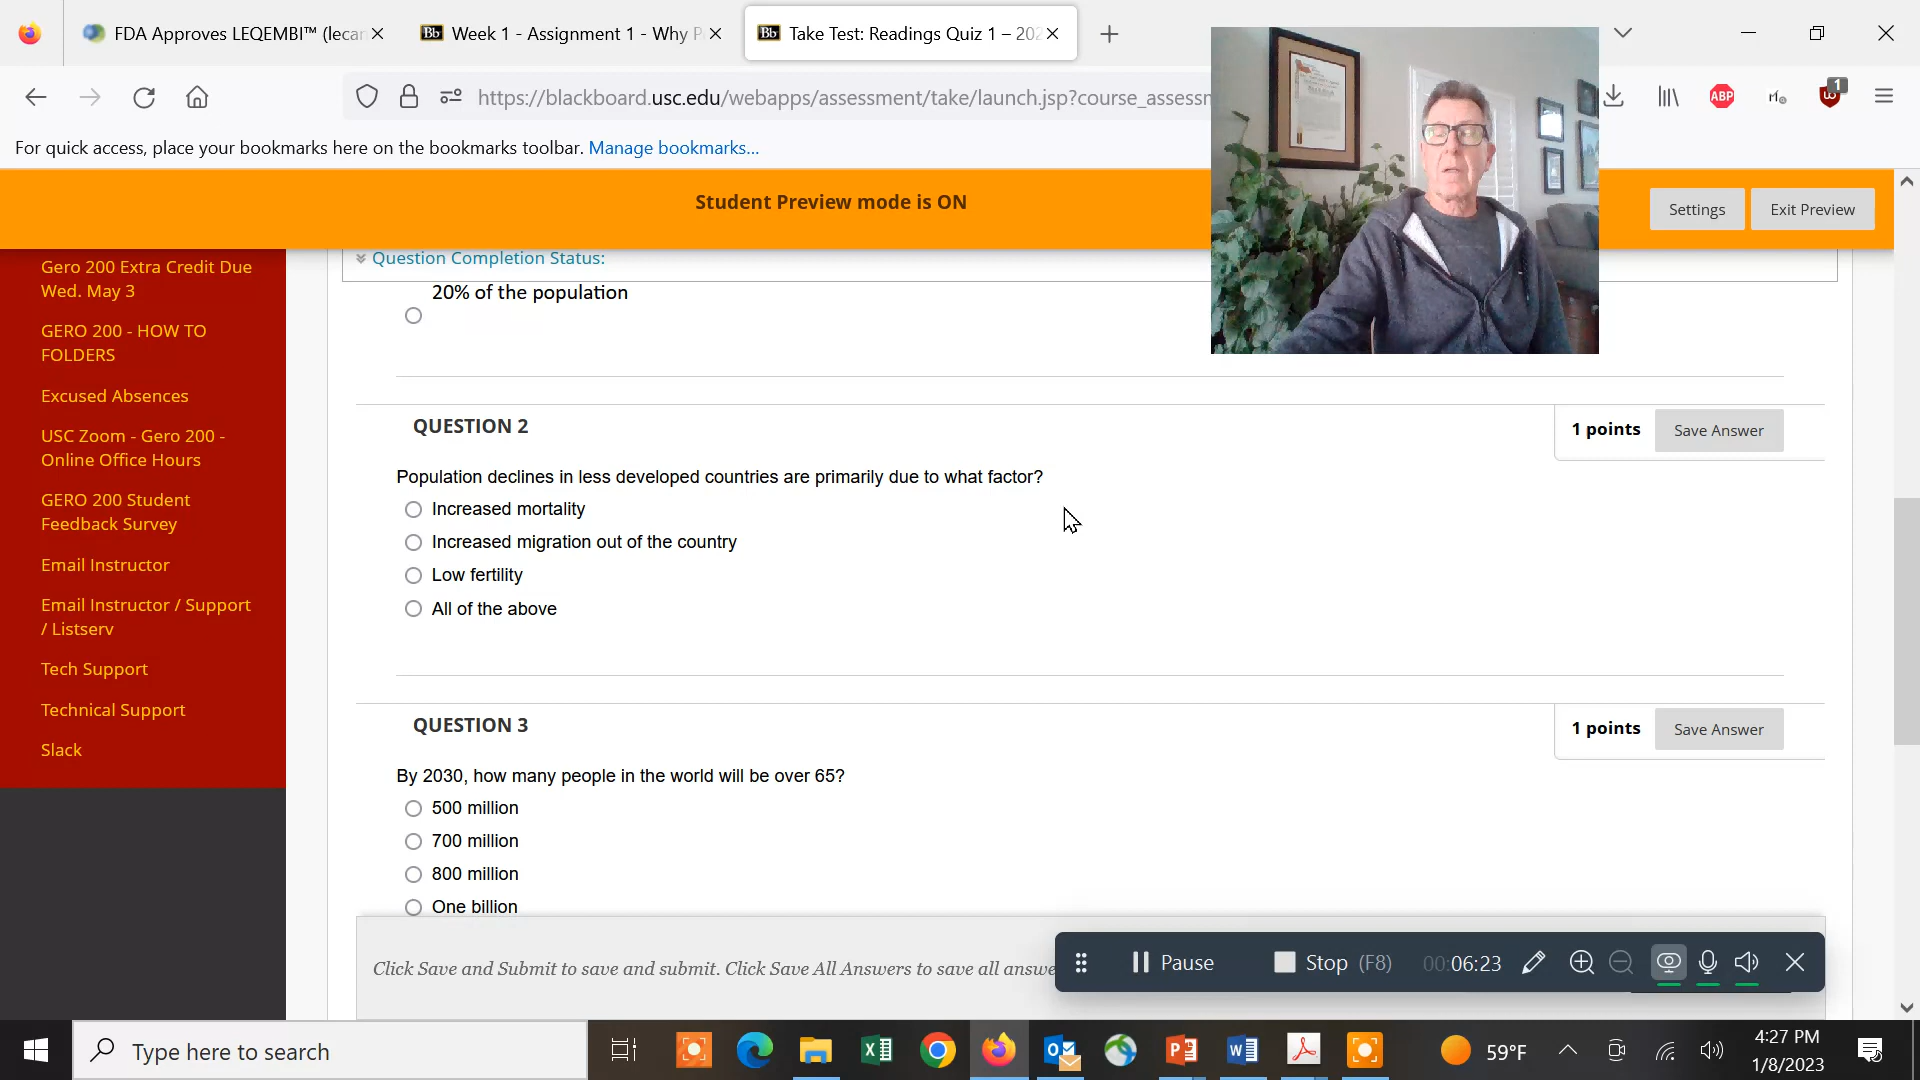 FDA Approves LEQEMBI™ (lecan
Week 1 - Assignment 1 - Why P
Take Test: Readings Quiz 1 – 202
https://blackboard.usc.edu/webapps/assessment/take/launch.jsp?course_assessm
ABP
1
For quick access, place your bookmarks here on the bookmarks toolbar. Manage bookmarks...
Student Preview mode is ON
Settings
Exit Preview
Gero 200 Extra Credit Due
Wed. May 3
GERO 200 - HOW TO
FOLDERS
Excused Absences
USC Zoom - Gero 200 -
Online Office Hours
GERO 200 Student
Feedback Survey
Email Instructor
Email Instructor / Support
/ Listserv
Tech Support
Technical Support
Slack
Question Completion Status:
20% of the population
QUESTION 2
1 points
Save Answer
Population declines in less developed countries are primarily due to what factor?
Increased mortality
Increased migration out of the country
Low fertility
All of the above
QUESTION 3
1 points
Save Answer
By 2030, how many people in the world will be over 65?
500 million
700 million
800 million
One billion
Click Save and Submit to save and submit. Click Save All Answers to save all answe
Pause
Stop (F8)
00:06:23
Type here to search
59°F
4:27 PM
1/8/2023